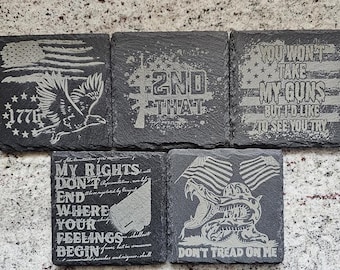 1776
2ND
THAT
YOU WON'T
TAKE
MY GUNS
BUT I'D LIKE
TO SEE YOU TRY
MY RIGHTS
DON'T
END
WHERE
YOUR
FEELINGS
BEGIN
DON'T TREAD ON ME